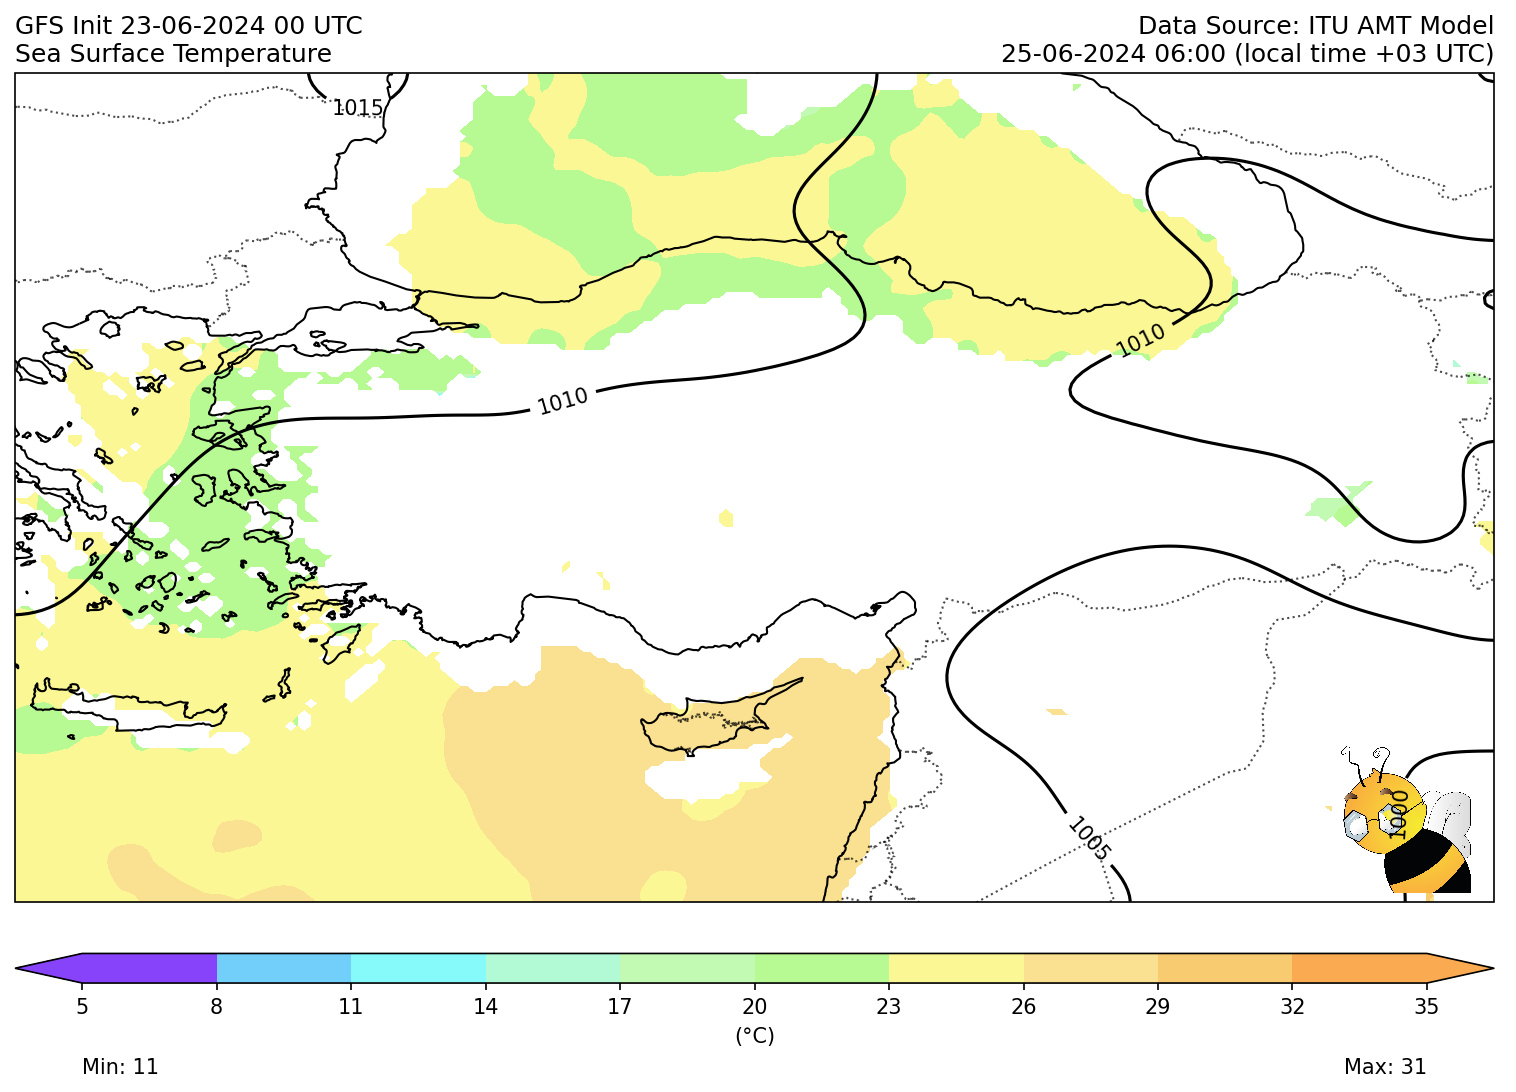 GFS Init 23-06-2024 00 UTC
Data Source: ITU AMT Model
Sea Surface Temperature
25-06-2024 06:00 (local time +03 UTC)
1015
1010
1010
1005
1000
5 8 11 14 17 20 23 26 29 32 35
(°C)
Min: 11
Max: 31